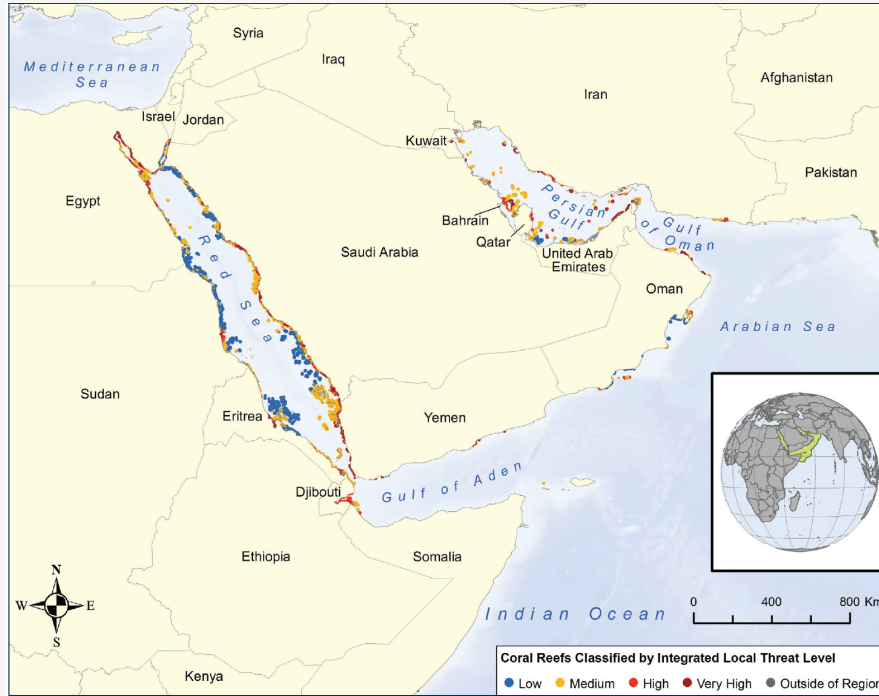 Syria
Mediterranean
Sea
Iraq
Afghanistan
Iran
Israel
Jordan
Kuwait
Pakistan
Egypt
Persian
Gulf
Bahrain
Gulf
of Oman
Qatar
Saudi Arabia
United Arab
Emirates
Red Sea
Oman
Arabian Sea
Sudan
Eritrea
Yemen
Gulf of Aden
Djibouti
Ethiopia
Somalia
N
W E
S
Indian Ocean
0 400 800 Km
Kenya
Coral Reefs Classified by Integrated Local Threat Level
Low Medium High Very High Outside of Region